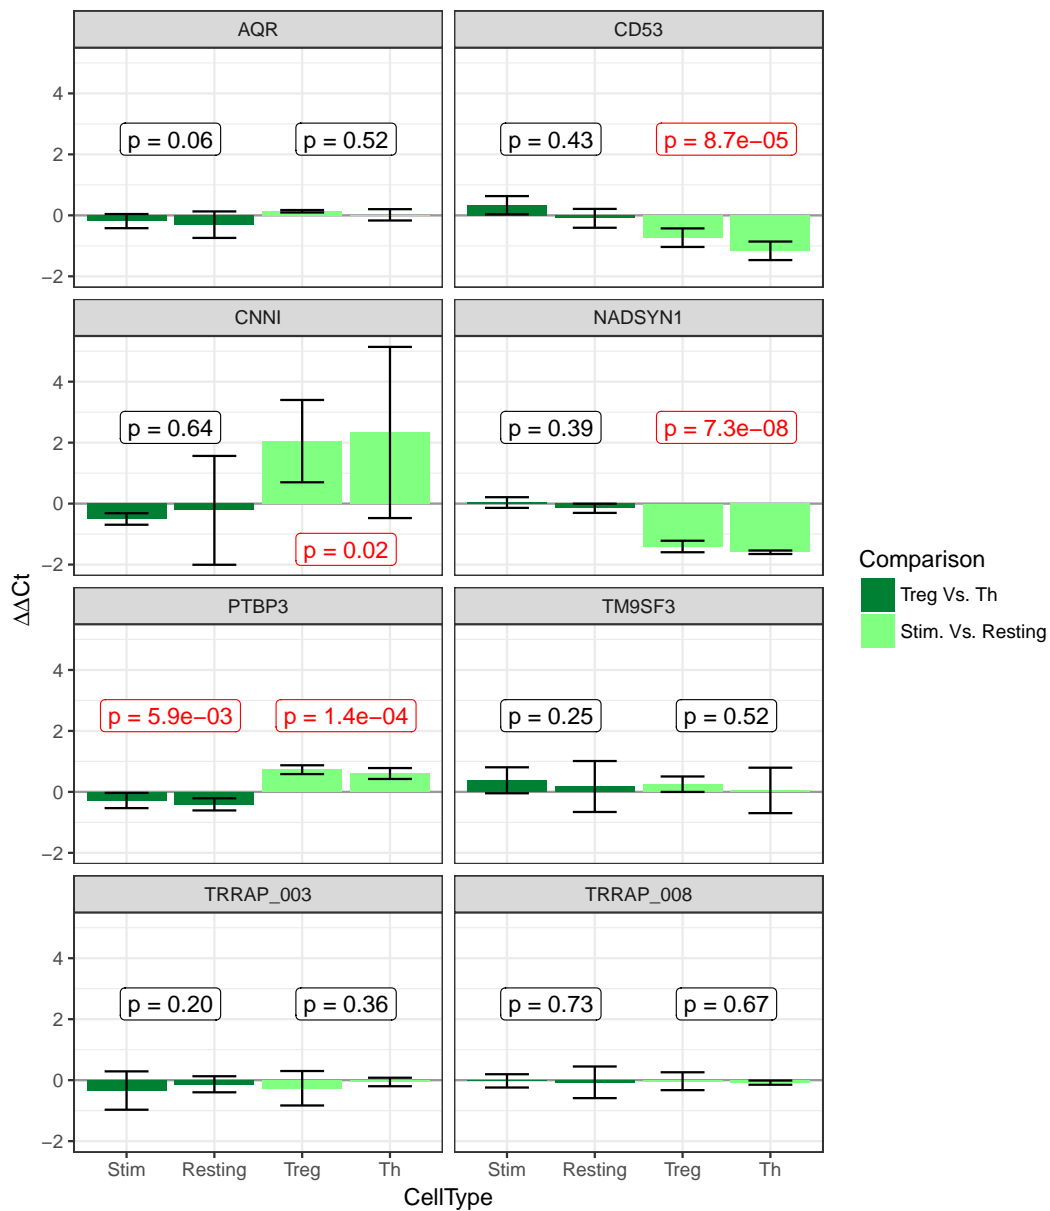 AQR
CD53
4
2
0
−2
p = 0.06
p = 0.52
p = 0.43
p = 8.7e−05
CNNI
NADSYN1
4
2
0
−2
p = 0.64
p = 0.02
p = 0.39
p = 7.3e−08
PTBP3
TM9SF3
4
2
0
−2
p = 5.9e−03
p = 1.4e−04
p = 0.25
p = 0.52
TRRAP_003
TRRAP_008
4
2
0
−2
p = 0.20
p = 0.36
p = 0.73
p = 0.67
Stim
Resting
Treg
Th
Stim
Resting
Treg
Th
CellType
ΔΔCt
Comparison
Treg Vs. Th
Stim. Vs. Resting